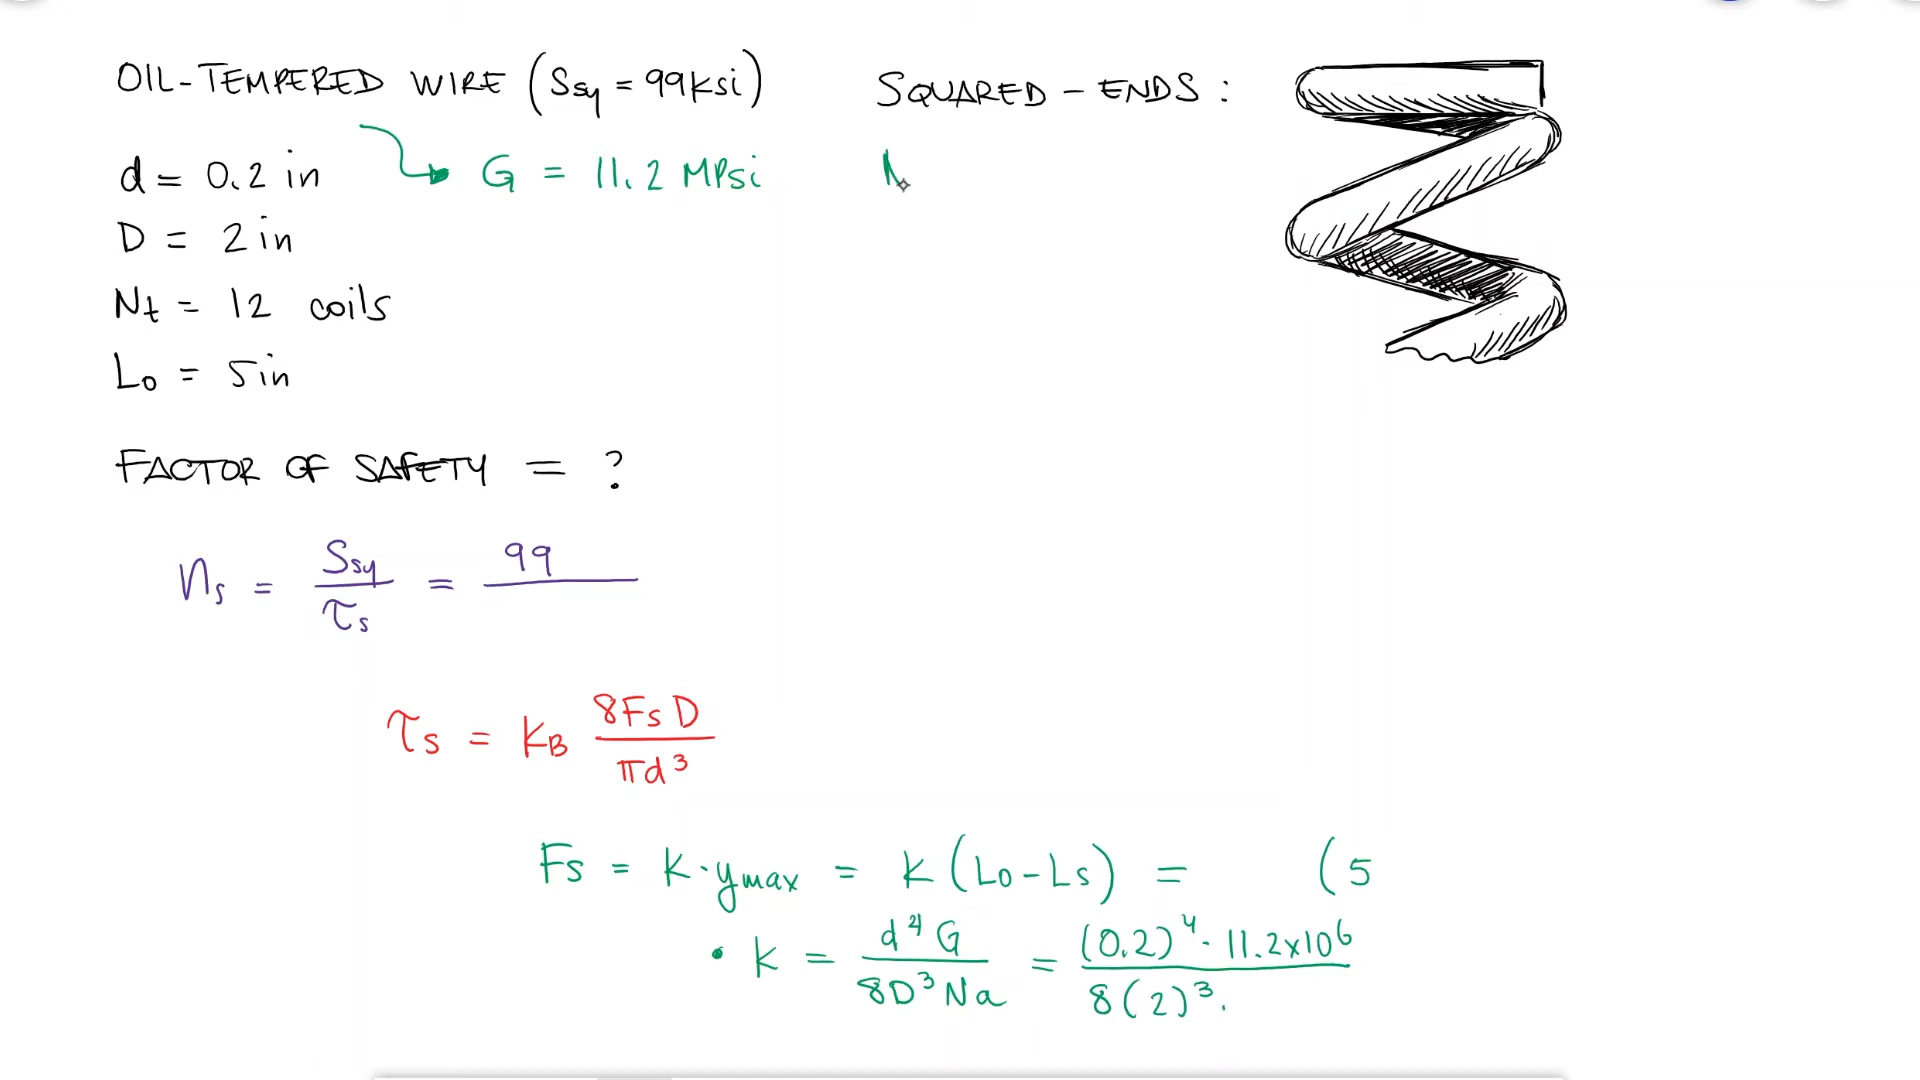 OIL-TEMPERED WIRE (Ssy = 99ksi)
d = 0.2 in
G = 11.2 MPsi
D = 2in
Nt = 12 coils
Lo = 5in
SQUARED - ENDS :
FACTOR OF SAFETY = ?
ns = Ssy / τs = 99
τs = KB 8FsD / πd³
Fs = k·ymax = k(Lo-Ls) = (5
• k = d⁴G / 8D³Na = (0.2)⁴· 11.2x10⁶ / 8(2)³.